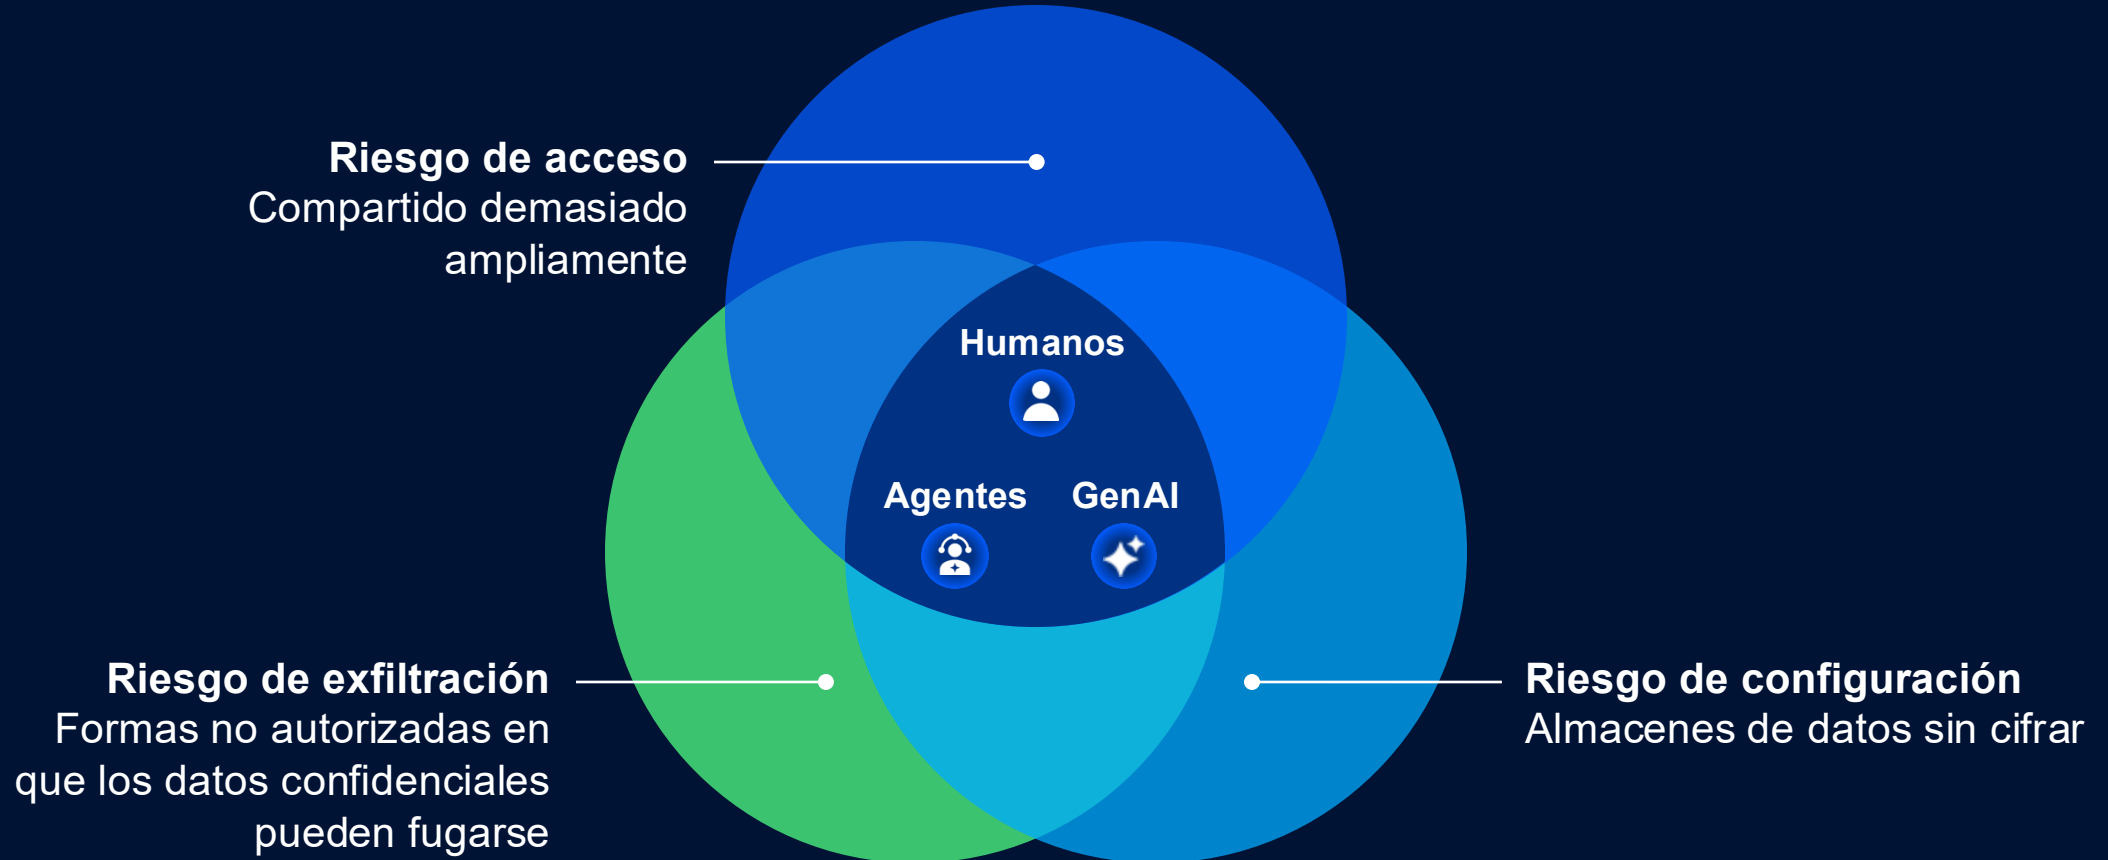 Riesgo de acceso
Compartido demasiado
ampliamente
Humanos
Agentes
GenAI
Riesgo de exfiltración
Formas no autorizadas en
que los datos confidenciales
pueden fugarse
Riesgo de configuración
Almacenes de datos sin cifrar